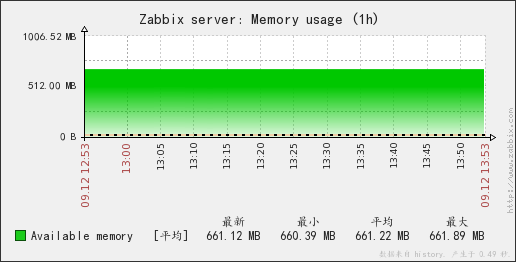 Zabbix server: Memory usage (1h)
1006.52 MB
512.00 MB
0 B
09.12 12:53
13:00
13:05
13:10
13:15
13:20
13:25
13:30
13:35
13:40
13:45
13:50
09.12 13:53
最新 最小 平均 最大
Available memory [平均] 661.12 MB 660.39 MB 661.22 MB 661.89 MB
http://www.zabbix.com
数据来自 history. 产生于 0.49 秒.